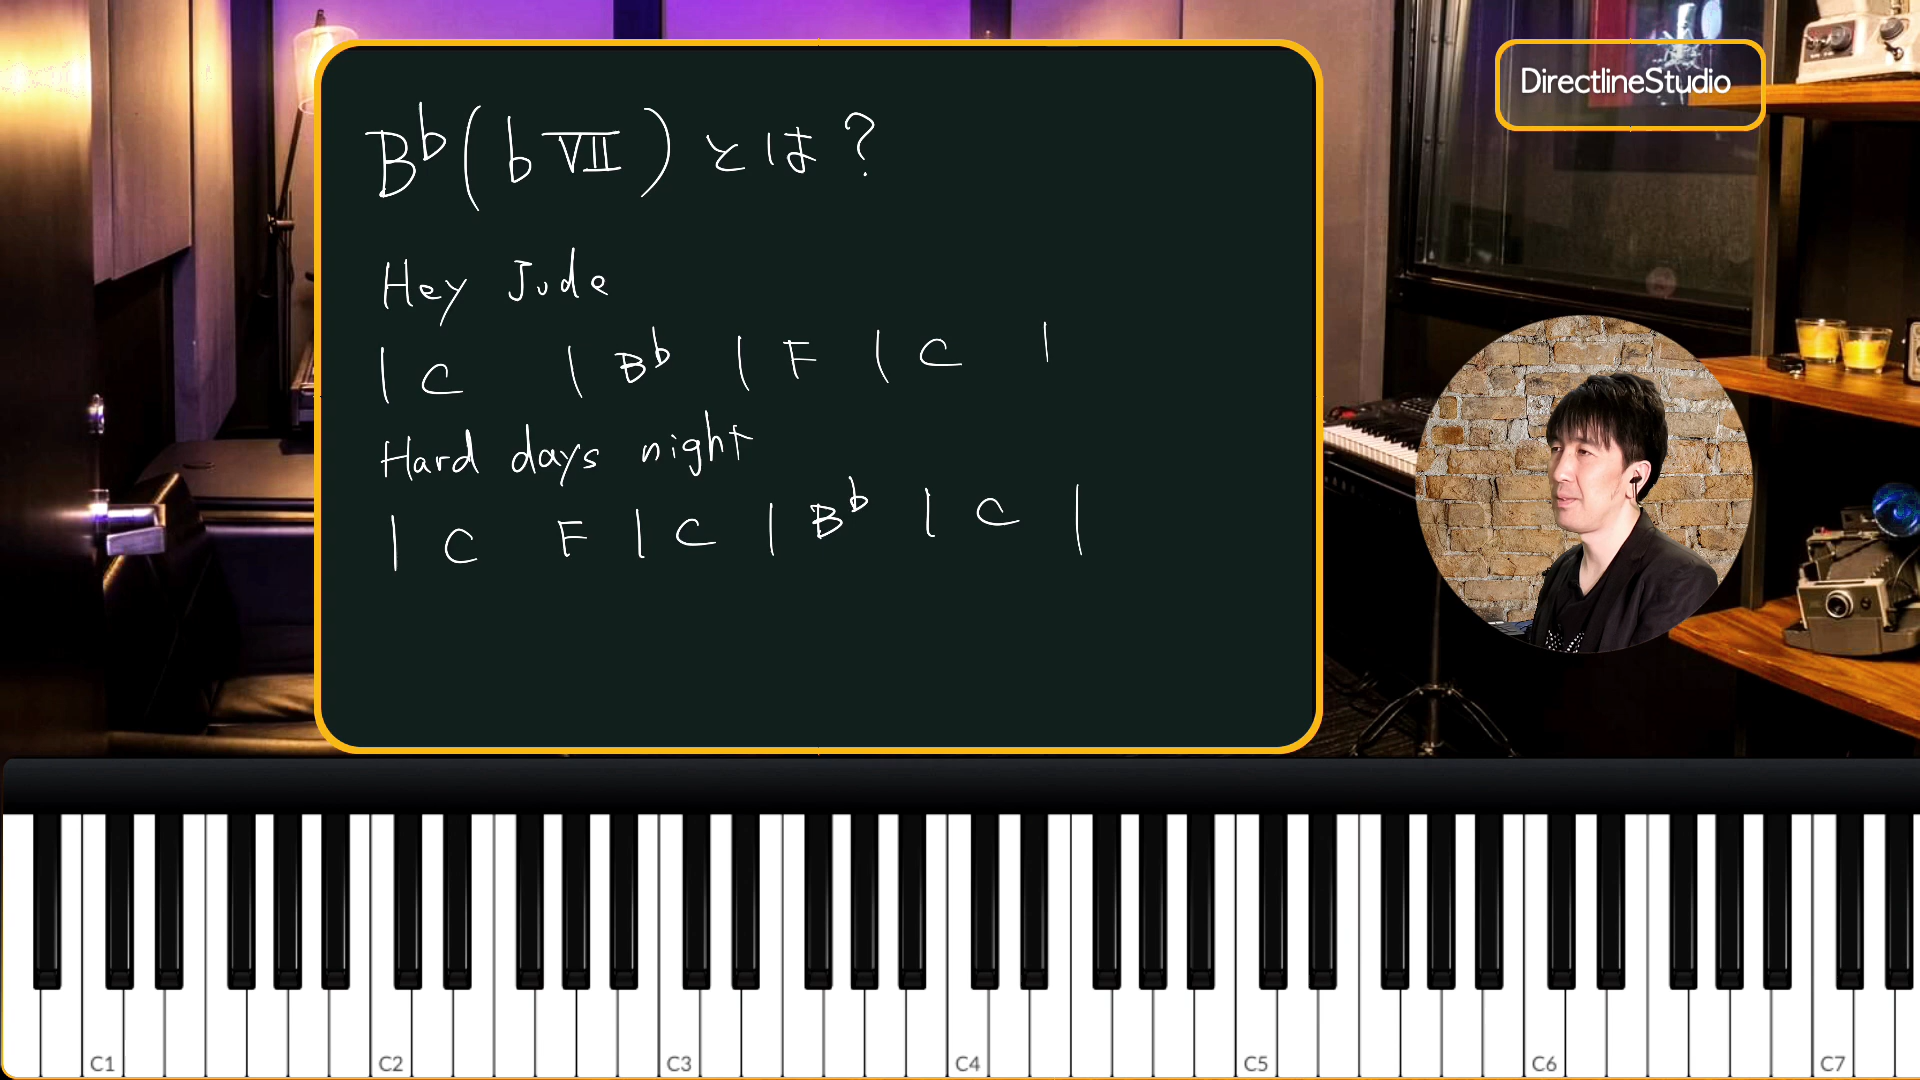 B♭(♭Ⅶ)とは?
Hey Jude
| C | B♭ | F | C |
Hard days night
| C F | C | B♭ | C |
DirectlineStudio
C1 C2 C3 C4 C5 C6 C7